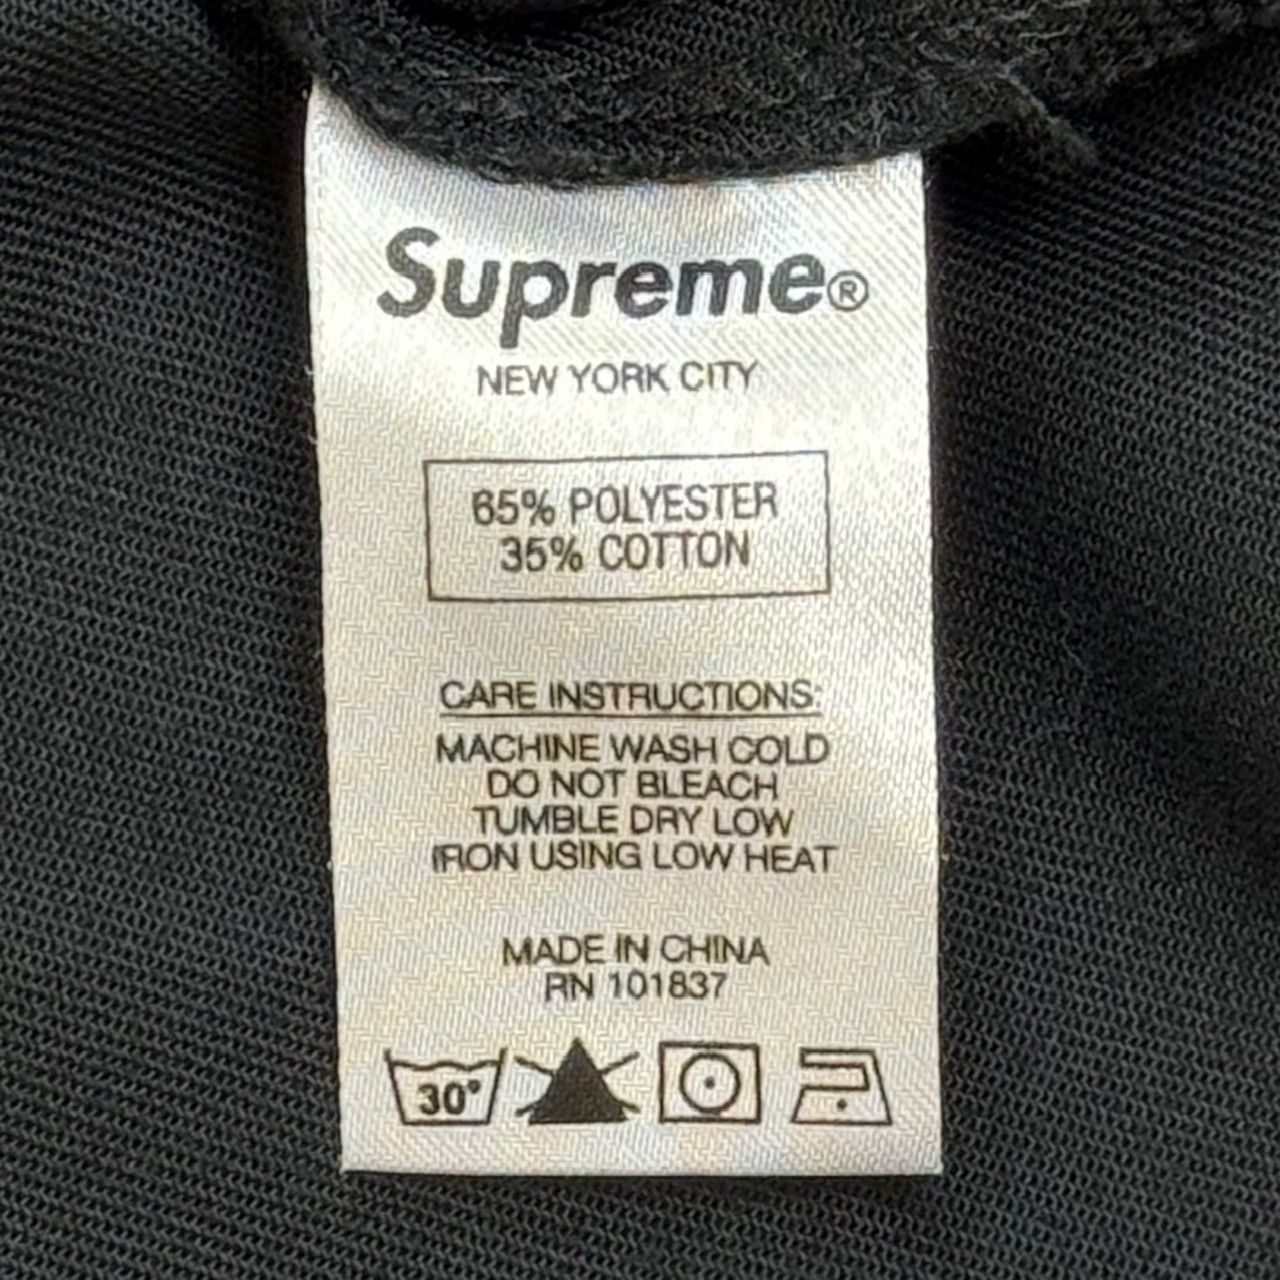 Supreme®
NEW YORK CITY
65% POLYESTER
35% COTTON
CARE INSTRUCTIONS:
MACHINE WASH COLD
DO NOT BLEACH
TUMBLE DRY LOW
IRON USING LOW HEAT
MADE IN CHINA
RN 101837
30°